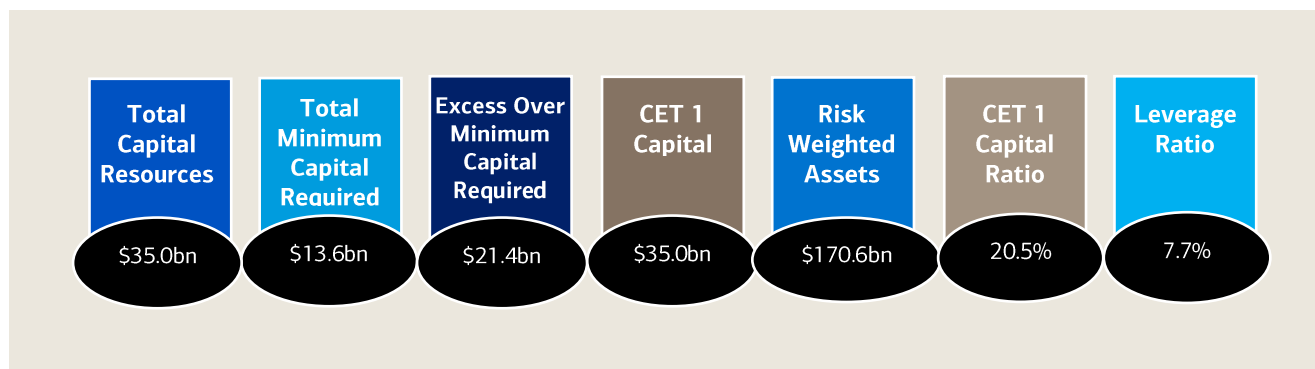 Total
Capital
Resources
$35.0bn
Total
Minimum
Capital
Required
$13.6bn
Excess Over
Minimum
Capital
Required
$21.4bn
CET 1
Capital
$35.0bn
Risk
Weighted
Assets
$170.6bn
CET 1
Capital
Ratio
20.5%
Leverage
Ratio
7.7%